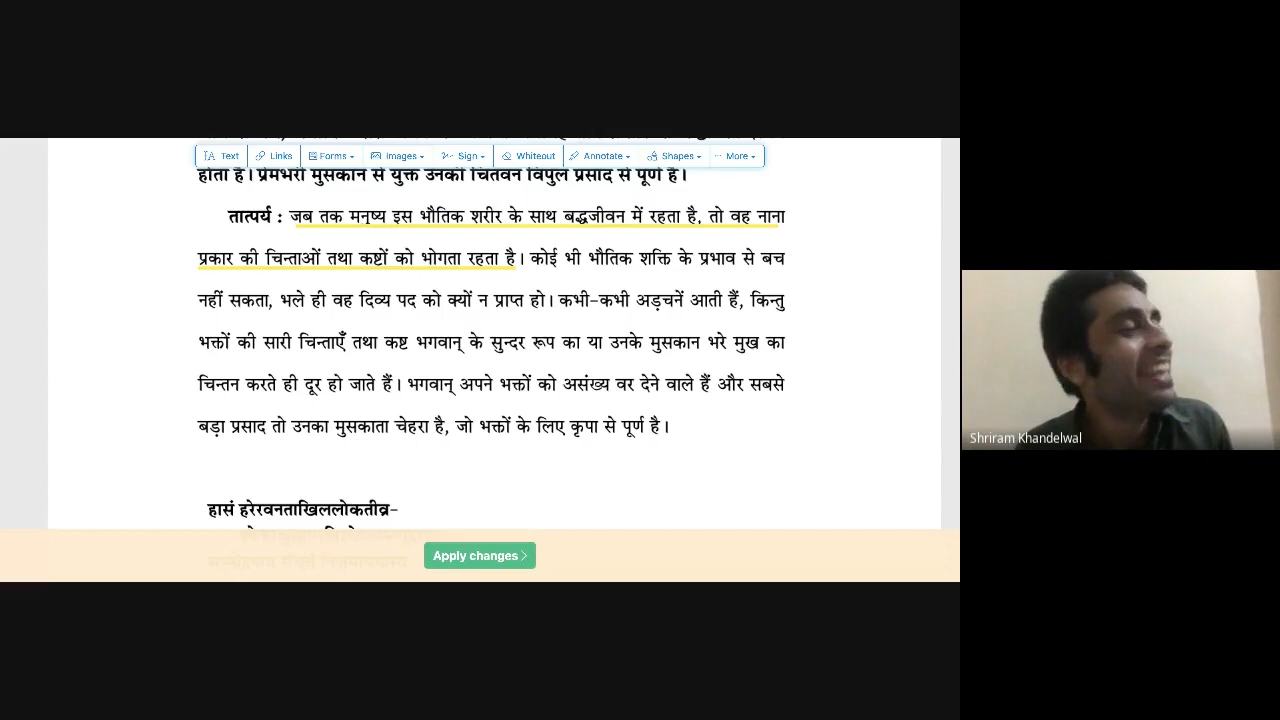 Text Links Forms Images Sign Whiteout Annotate Shapes More
होता है। प्रेमभरी मुसकान से युक्त उनकी चितवन विपुल प्रसाद से पूर्ण है।
तात्पर्य : जब तक मनुष्य इस भौतिक शरीर के साथ बद्धजीवन में रहता है, तो वह नाना
प्रकार की चिन्ताओं तथा कष्टों को भोगता रहता है। कोई भी भौतिक शक्ति के प्रभाव से बच
नहीं सकता, भले ही वह दिव्य पद को क्यों न प्राप्त हो। कभी-कभी अड़चनें आती हैं, किन्तु
भक्तों की सारी चिन्ताएँ तथा कष्ट भगवान् के सुन्दर रूप का या उनके मुसकान भरे मुख का
चिन्तन करते ही दूर हो जाते हैं। भगवान् अपने भक्तों को असंख्य वर देने वाले हैं और सबसे
बड़ा प्रसाद तो उनका मुसकाता चेहरा है, जो भक्तों के लिए कृपा से पूर्ण है।
Shriram Khandelwal
हासं हरेरवनताखिललोकतीव्र-
Apply changes